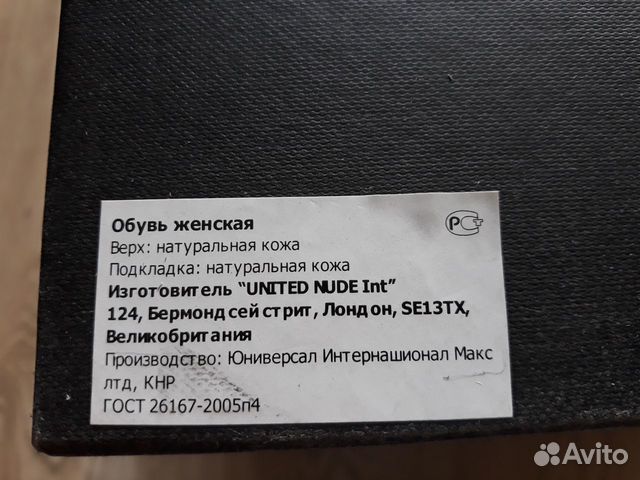 Обувь женская
РСТ
Верх: натуральная кожа
Подкладка: натуральная кожа
Изготовитель “UNITED NUDE Int”
124, Бермондсей стрит, Лондон, SE13TX,
Великобритания
Производство: Юниверсал Интернашионал Макс
лтд, КНР
ГОСТ 26167-2005п4
Avito